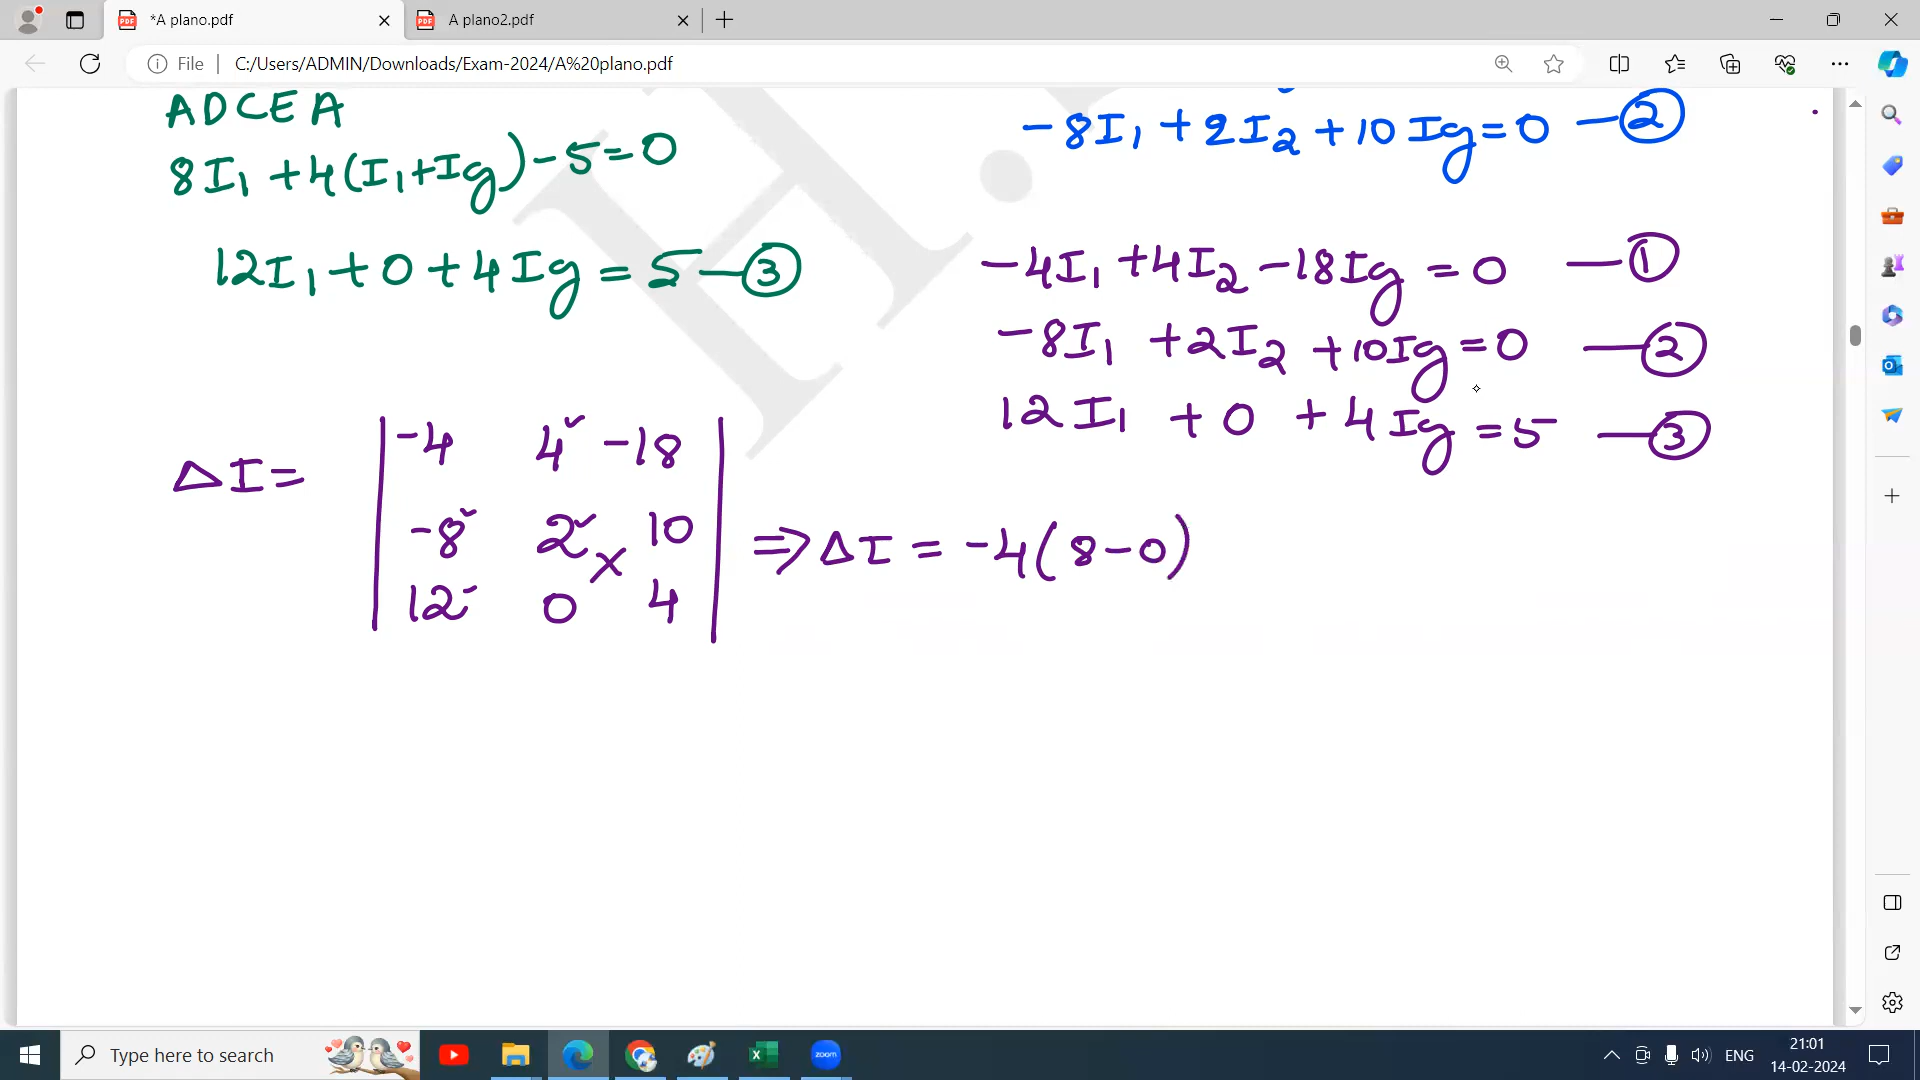 *A plano.pdf
A plano2.pdf
File
C:/Users/ADMIN/Downloads/Exam-2024/A%20plano.pdf
ADCEA
8I₁ + 4(I₁+Ig) - 5 = 0
12I₁ + 0 + 4Ig = 5 — ③
-8I₁ + 2I₂ + 10Ig = 0 — ②
-4I₁ + 4I₂ - 18Ig = 0 — ①
-8I₁ + 2I₂ + 10Ig = 0 — ②
12I₁ + 0 + 4Ig = 5 — ③
ΔI =
-4 4 -18
-8 2 10
12 0 4
⇒ ΔI = -4(8-0)
H.
Type here to search
zoom
ENG
21:01
14-02-2024